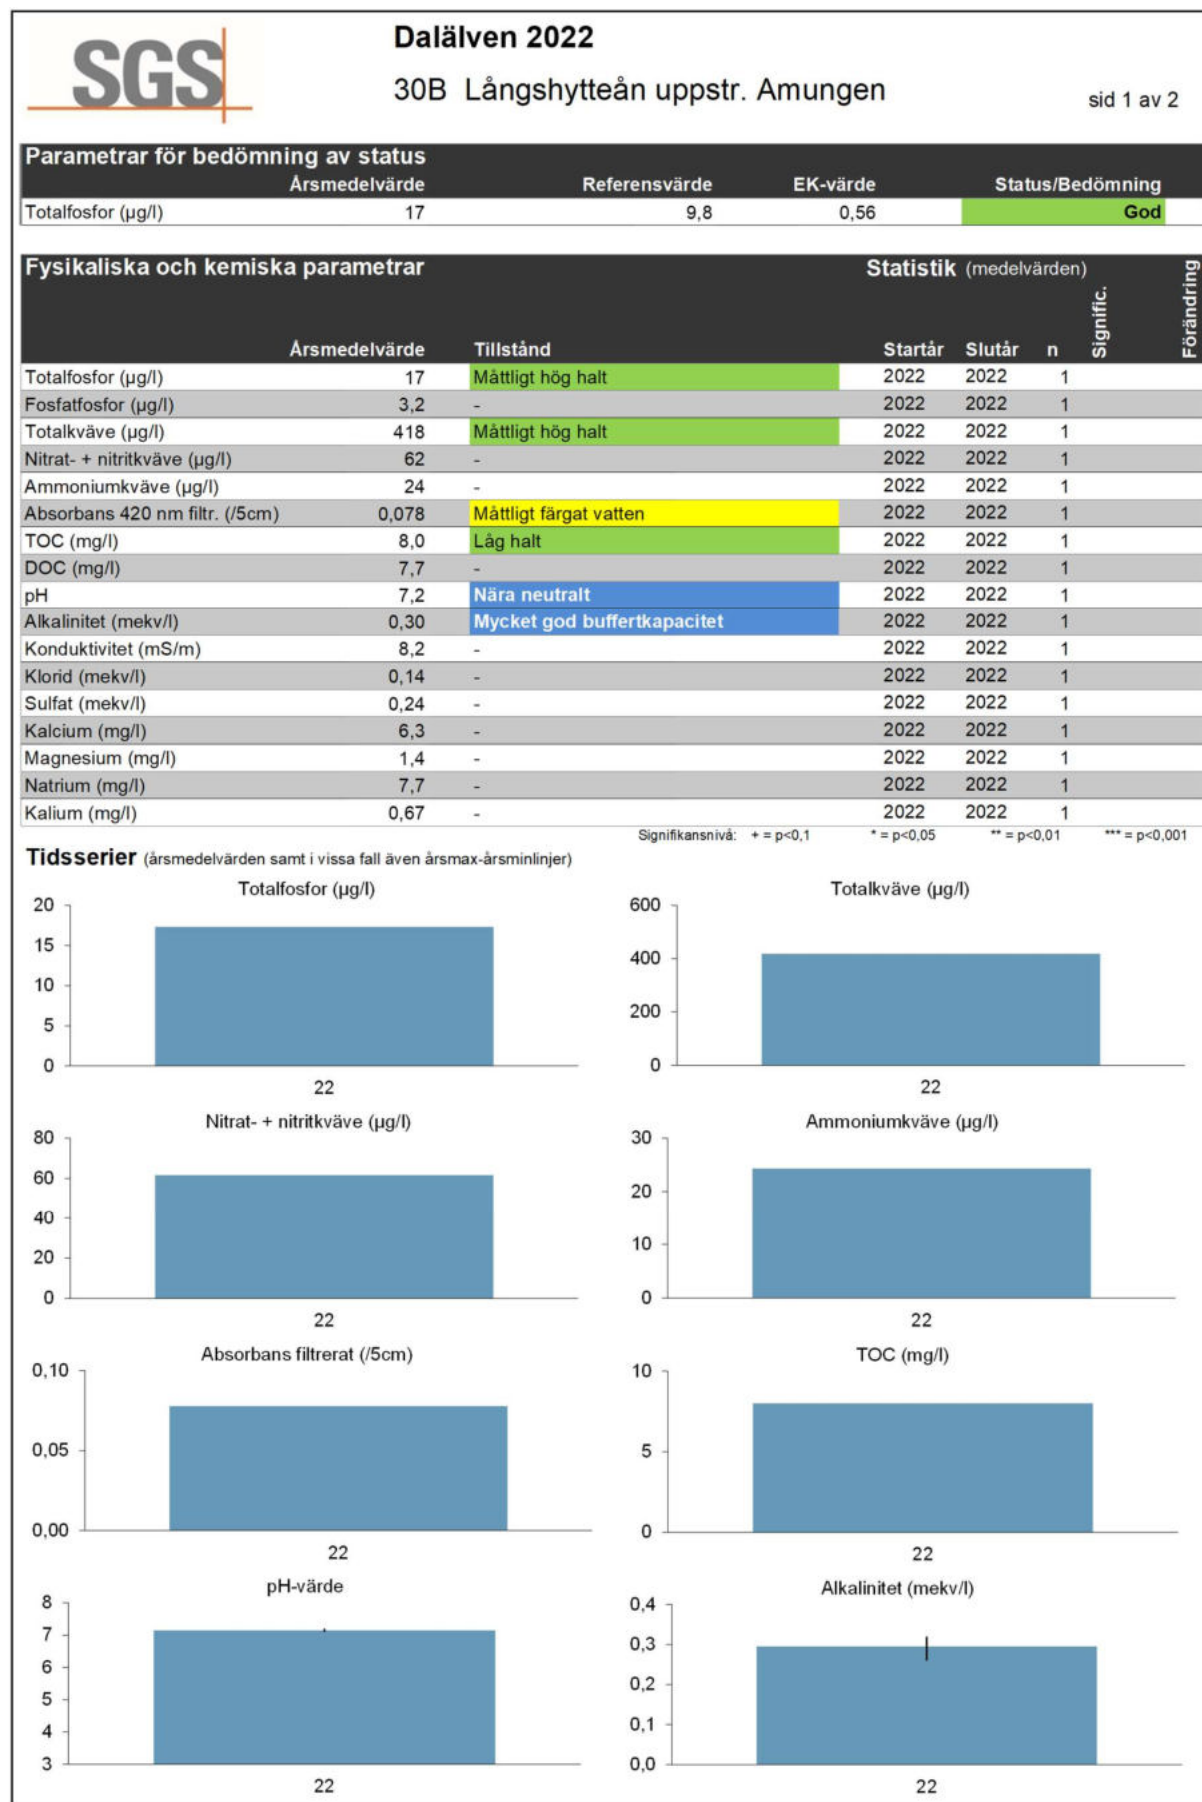 SGS
Dalälven 2022
30B Långshytteån uppstr. Amungen
sid 1 av 2
Parametrar för bedömning av status
Årsmedelvärde Referensvärde EK-värde Status/Bedömning
Totalfosfor (µg/l) 17 9,8 0,56 God
Fysikaliska och kemiska parametrar Statistik (medelvärden)
Årsmedelvärde Tillstånd Startår Slutår n Signific. Förändring
Totalfosfor (µg/l) 17 Måttligt hög halt 2022 2022 1
Fosfatfosfor (µg/l) 3,2 - 2022 2022 1
Totalkväve (µg/l) 418 Måttligt hög halt 2022 2022 1
Nitrat- + nitritkväve (µg/l) 62 - 2022 2022 1
Ammoniumkväve (µg/l) 24 - 2022 2022 1
Absorbans 420 nm filtr. (/5cm) 0,078 Måttligt färgat vatten 2022 2022 1
TOC (mg/l) 8,0 Låg halt 2022 2022 1
DOC (mg/l) 7,7 - 2022 2022 1
pH 7,2 Nära neutralt 2022 2022 1
Alkalinitet (mekv/l) 0,30 Mycket god buffertkapacitet 2022 2022 1
Konduktivitet (mS/m) 8,2 - 2022 2022 1
Klorid (mekv/l) 0,14 - 2022 2022 1
Sulfat (mekv/l) 0,24 - 2022 2022 1
Kalcium (mg/l) 6,3 - 2022 2022 1
Magnesium (mg/l) 1,4 - 2022 2022 1
Natrium (mg/l) 7,7 - 2022 2022 1
Kalium (mg/l) 0,67 - 2022 2022 1
Signifikansnivå: + = p<0,1 * = p<0,05 ** = p<0,01 *** = p<0,001
Tidsserier (årsmedelvärden samt i vissa fall även årsmax-årsminlinjer)
Totalfosfor (µg/l)
20
15
10
5
0
22
Totalkväve (µg/l)
600
400
200
0
22
Nitrat- + nitritkväve (µg/l)
80
60
40
20
0
22
Ammoniumkväve (µg/l)
30
20
10
0
22
Absorbans filtrerat (/5cm)
0,10
0,05
0,00
22
TOC (mg/l)
10
5
0
22
pH-värde
8
7
6
5
4
3
22
Alkalinitet (mekv/l)
0,4
0,3
0,2
0,1
0,0
22